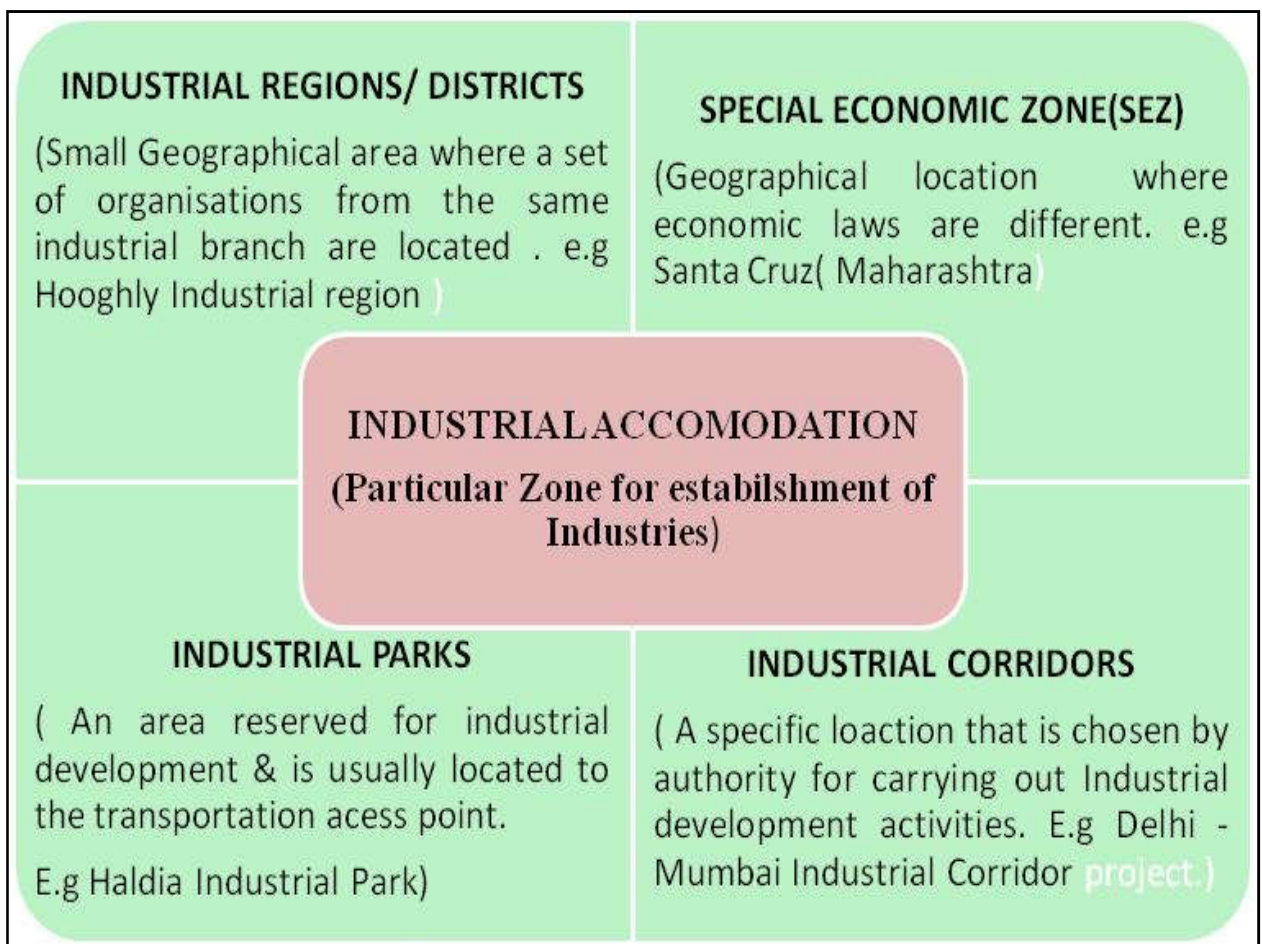 INDUSTRIAL REGIONS/ DISTRICTS
(Small Geographical area where a set
of organisations from the same
industrial branch are located . e.g
Hooghly Industrial region )
SPECIAL ECONOMIC ZONE(SEZ)
(Geographical location where
economic laws are different. e.g
Santa Cruz( Maharashtra)
INDUSTRIAL ACCOMODATION
(Particular Zone for estabilshment of
Industries)
INDUSTRIAL PARKS
( An area reserved for industrial
development & is usually located to
the transportation acess point.
E.g Haldia Industrial Park)
INDUSTRIAL CORRIDORS
( A specific loaction that is chosen by
authority for carrying out Industrial
development activities. E.g Delhi -
Mumbai Industrial Corridor project.)